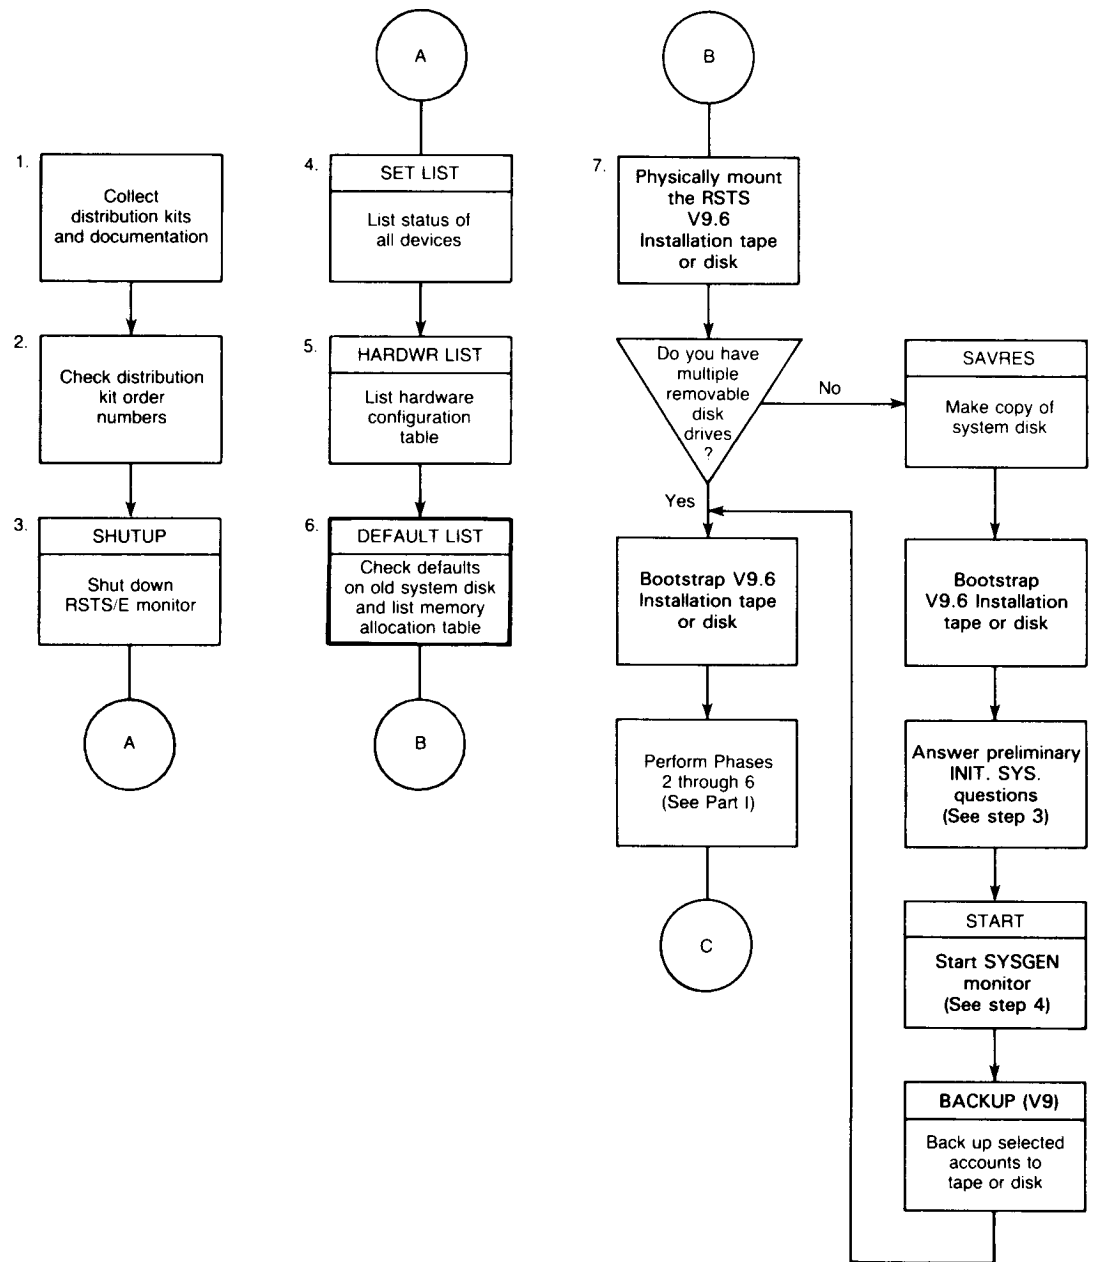 1.
Collect
distribution kits
and documentation
2.
Check distribution
kit order
numbers
3.
SHUTUP
Shut down
RSTS/E monitor
A
A
4.
SET LIST
List status of
all devices
5.
HARDWR LIST
List hardware
configuration
table
6.
DEFAULT LIST
Check defaults
on old system disk
and list memory
allocation table
B
B
7.
Physically mount
the RSTS
V9.6
Installation tape
or disk
Do you have
multiple
removable
disk
drives
?
No
Yes
Bootstrap V9.6
Installation tape
or disk
Perform Phases
2 through 6
(See Part I)
C
SAVRES
Make copy of
system disk
Bootstrap
V9.6 Installation
tape or disk
Answer preliminary
INIT. SYS.
questions
(See step 3)
START
Start SYSGEN
monitor
(See step 4)
BACKUP (V9)
Back up selected
accounts to
tape or disk